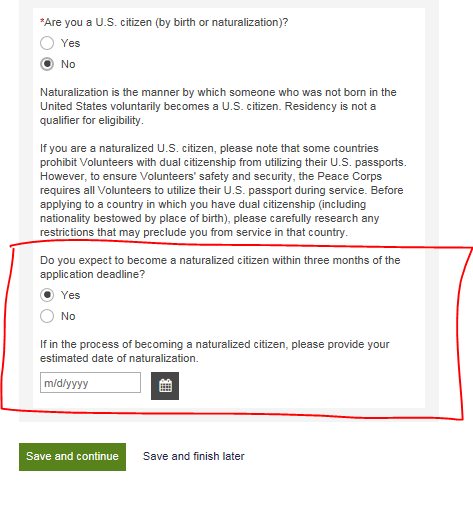 *Are you a U.S. citizen (by birth or naturalization)?
Yes
No
Naturalization is the manner by which someone who was not born in the
United States voluntarily becomes a U.S. citizen. Residency is not a
qualifier for eligibility.
If you are a naturalized U.S. citizen, please note that some countries
prohibit Volunteers with dual citizenship from utilizing their U.S. passports.
However, to ensure Volunteers' safety and security, the Peace Corps
requires all Volunteers to utilize their U.S. passport during service. Before
applying to a country in which you have dual citizenship (including
nationality bestowed by place of birth), please carefully research any
restrictions that may preclude you from service in that country.
Do you expect to become a naturalized citizen within three months of the
application deadline?
Yes
No
If in the process of becoming a naturalized citizen, please provide your
estimated date of naturalization.
m/d/yyyy
Save and continue Save and finish later